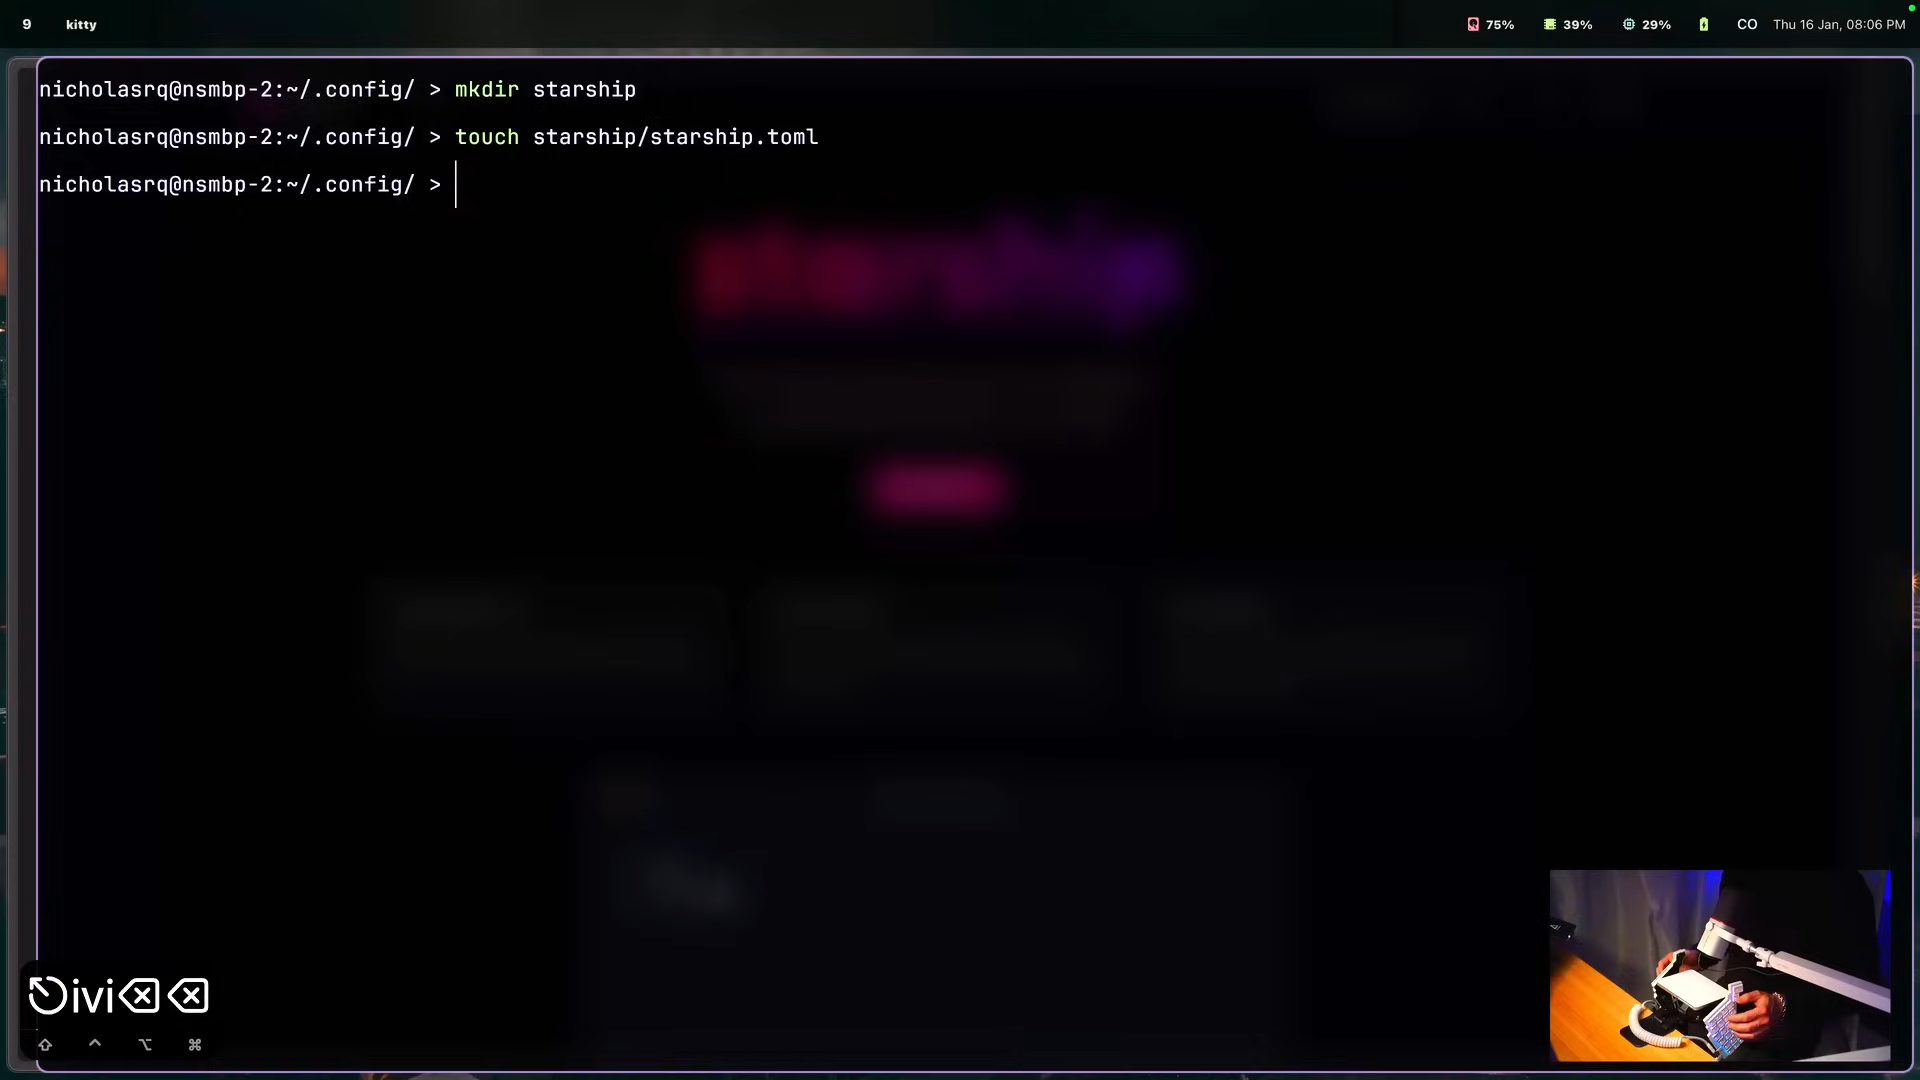 9 kitty 75% 39% 29% CO Thu 16 Jan, 08:06 PM
nicholasrq@nsmbp-2:~/.config/ > mkdir starship
nicholasrq@nsmbp-2:~/.config/ > touch starship/starship.toml
nicholasrq@nsmbp-2:~/.config/ >
starship
ivi